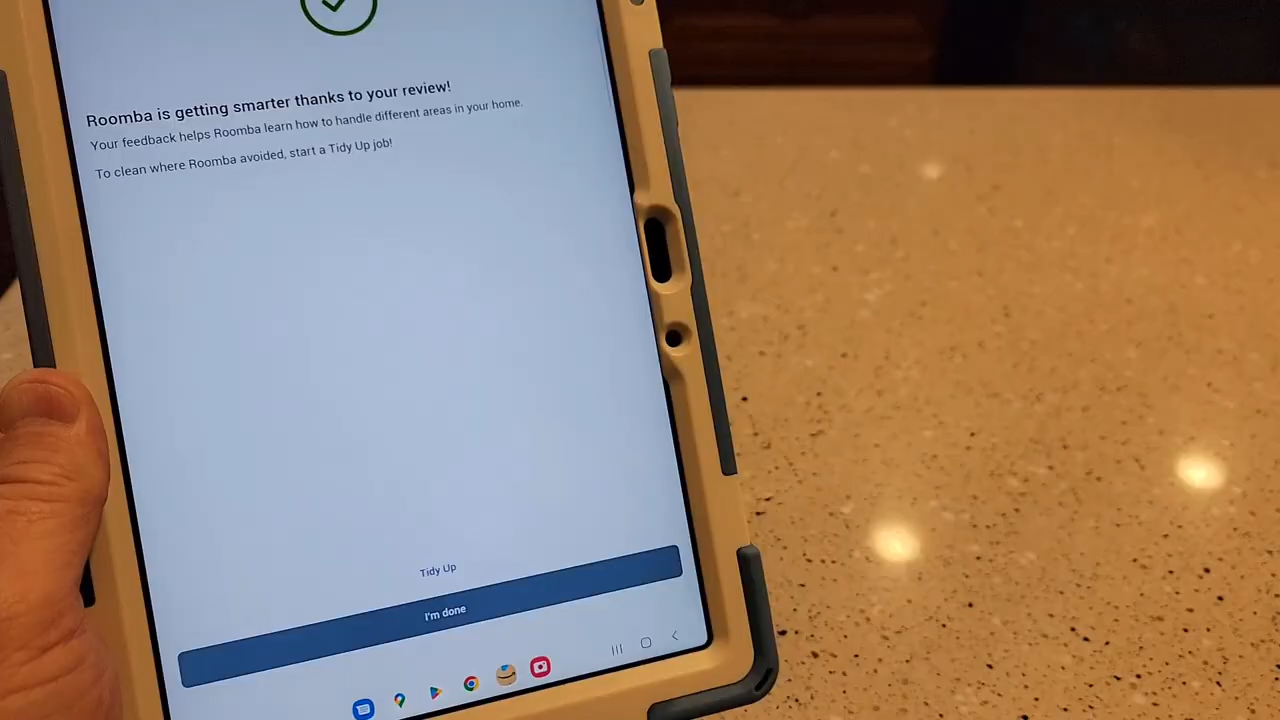 Roomba is getting smarter thanks to your review!
Your feedback helps Roomba learn how to handle different areas in your home.
To clean where Roomba avoided, start a Tidy Up job!
Tidy Up
I'm done